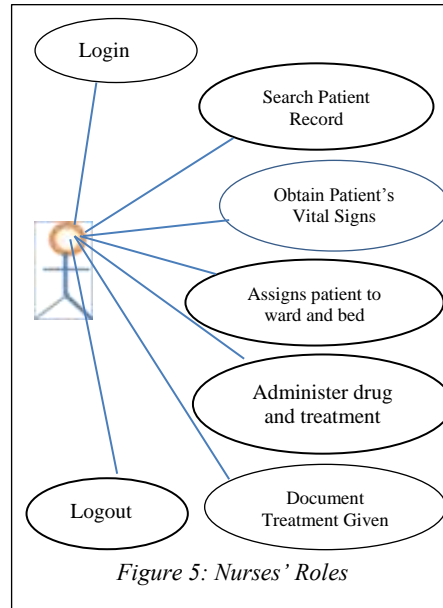 Login
Search Patient
Record
Obtain Patient's
Vital Signs
Assigns patient to
ward and bed
Administer drug
and treatment
Document
Treatment Given
Logout
Figure 5: Nurses' Roles